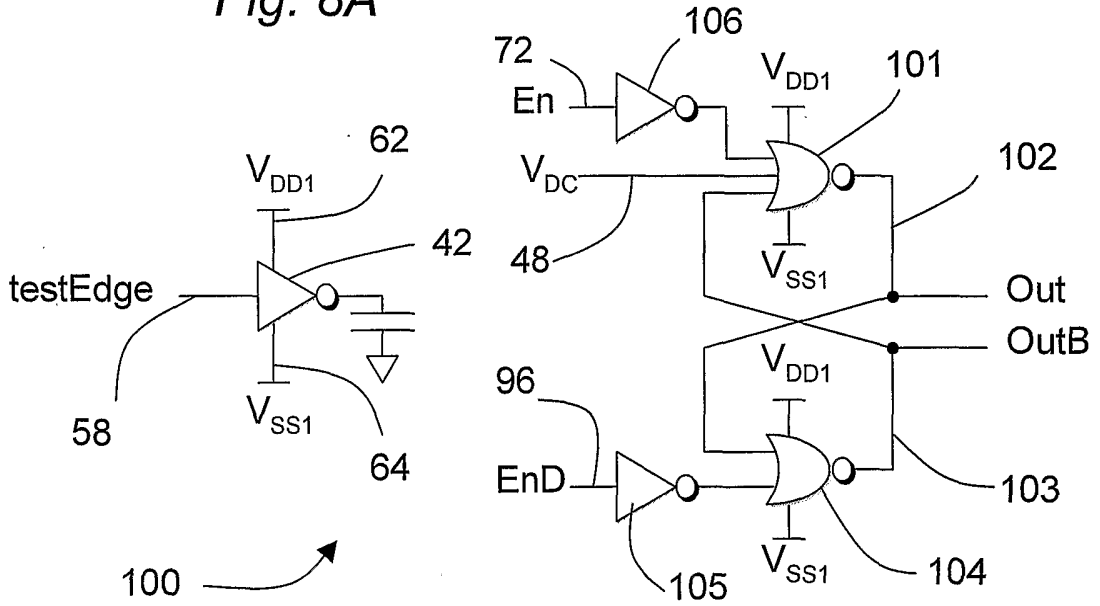 Fig. 8A
106
72
V_DD1
101
En
62
102
V_DD1
V_DC
42
48
V_SS1
testEdge
Out
OutB
V_DD1
96
58
V_SS1
64
EnD
103
V_SS1
104
100
105